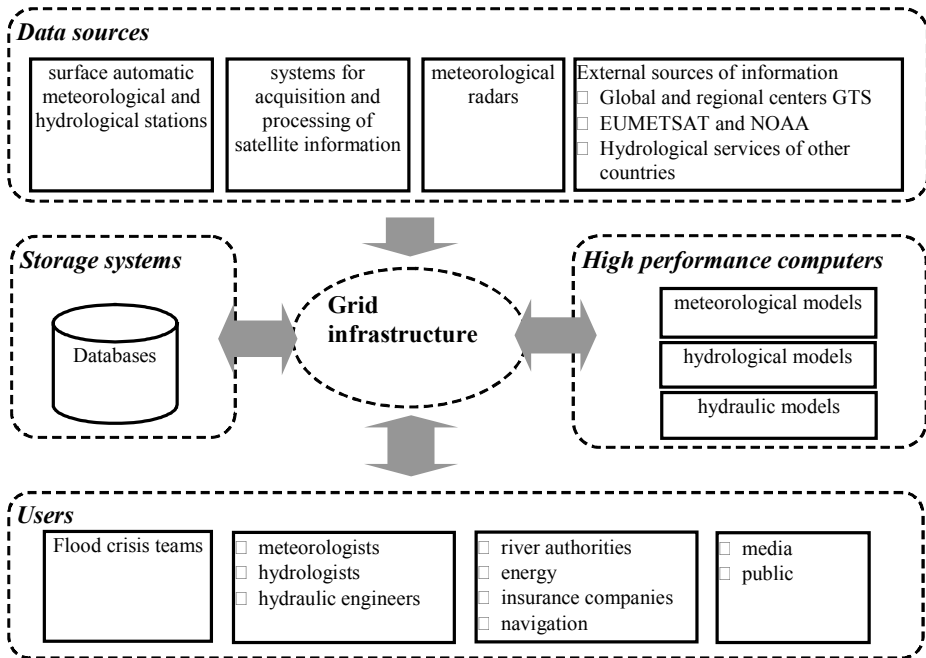 Data sources
surface automatic
meteorological and
hydrological stations
systems for
acquisition and
processing of
satellite information
meteorological
radars
External sources of information
□ Global and regional centers GTS
□ EUMETSAT and NOAA
□ Hydrological services of other
countries
Storage systems
Databases
Grid
infrastructure
High performance computers
meteorological models
hydrological models
hydraulic models
Users
Flood crisis teams
□ meteorologists
□ hydrologists
□ hydraulic engineers
□ river authorities
□ energy
□ insurance companies
□ navigation
□ media
□ public